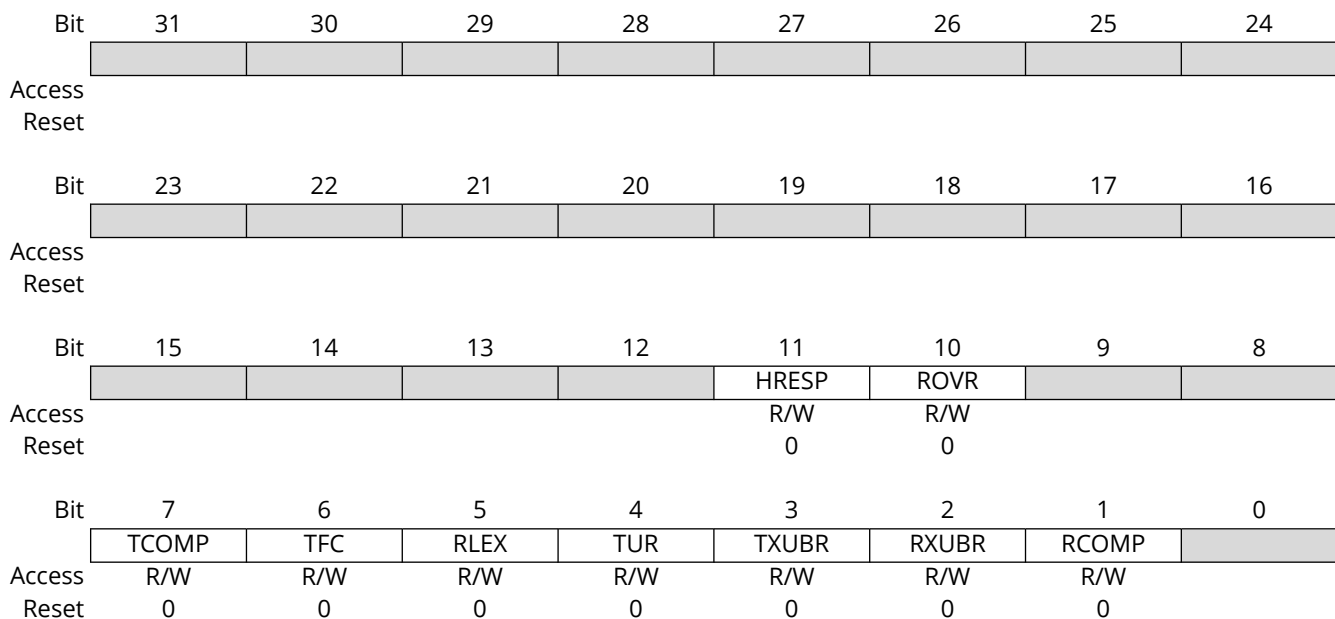 Bit 31 30 29 28 27 26 25 24
Access
Reset
Bit 23 22 21 20 19 18 17 16
Access
Reset
Bit 15 14 13 12 11 10 9 8
HRESP ROVR
Access R/W R/W
Reset 0 0
Bit 7 6 5 4 3 2 1 0
TCOMP TFC RLEX TUR TXUBR RXUBR RCOMP
Access R/W R/W R/W R/W R/W R/W R/W
Reset 0 0 0 0 0 0 0